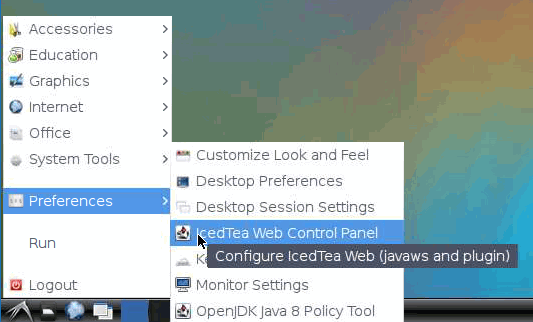 Accessories
Education
Graphics
Internet
Office
System Tools
Preferences
Run
Logout
Customize Look and Feel
Desktop Preferences
Desktop Session Settings
IcedTea Web Control Panel
Configure IcedTea Web (javaws and plugin)
Monitor Settings
OpenJDK Java 8 Policy Tool